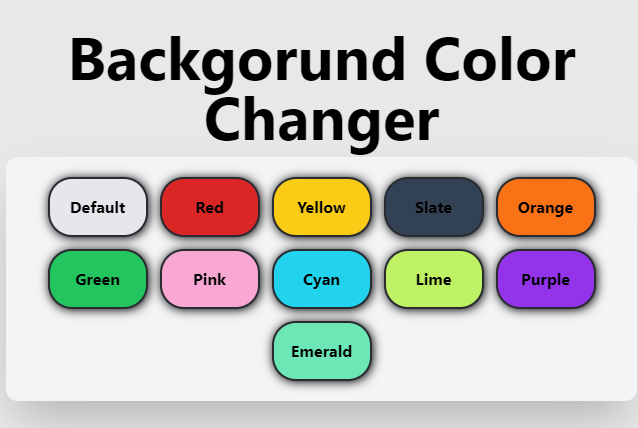 Backgorund Color
Changer
Default Red Yellow Slate Orange
Green Pink Cyan Lime Purple
Emerald